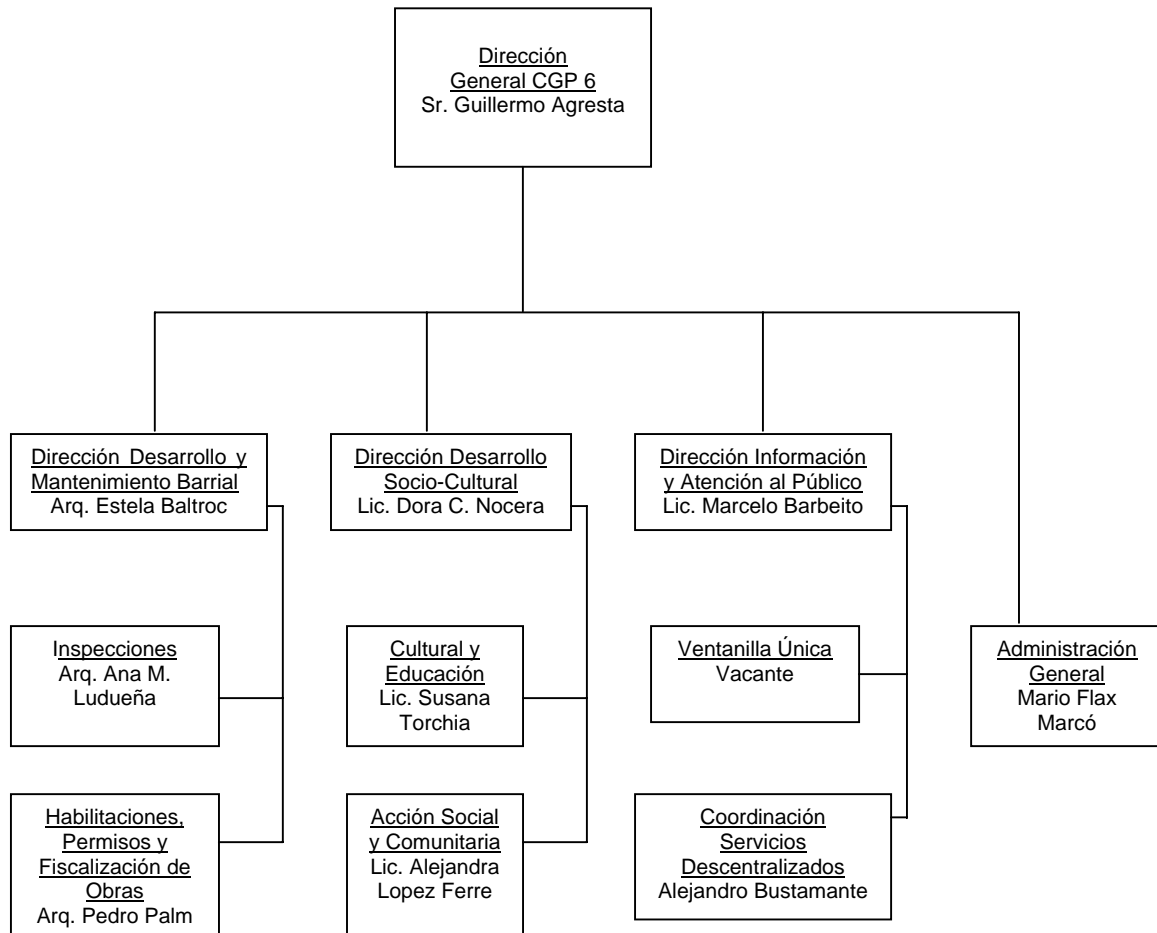 Dirección
General CGP 6
Sr. Guillermo Agresta
Dirección Desarrollo y
Mantenimiento Barrial
Arq. Estela Baltroc
Dirección Desarrollo
Socio-Cultural
Lic. Dora C. Nocera
Dirección Información
y Atención al Público
Lic. Marcelo Barbeito
Inspecciones
Arq. Ana M.
Ludueña
Cultural y
Educación
Lic. Susana
Torchia
Ventanilla Única
Vacante
Administración
General
Mario Flax
Marcó
Habilitaciones,
Permisos y
Fiscalización de
Obras
Arq. Pedro Palm
Acción Social
y Comunitaria
Lic. Alejandra
Lopez Ferre
Coordinación
Servicios
Descentralizados
Alejandro Bustamante